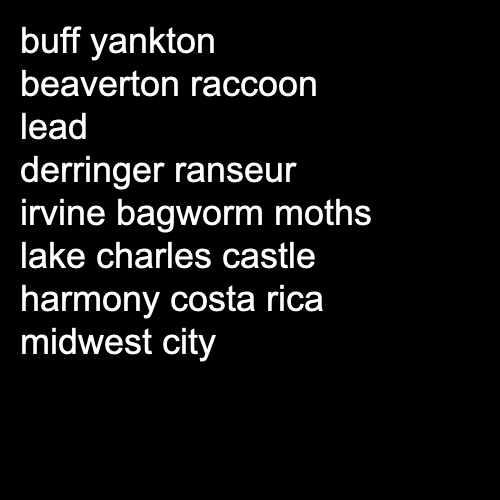 buff yankton
beaverton raccoon
lead
derringer ranseur
irvine bagworm moths
lake charles castle
harmony costa rica
midwest city